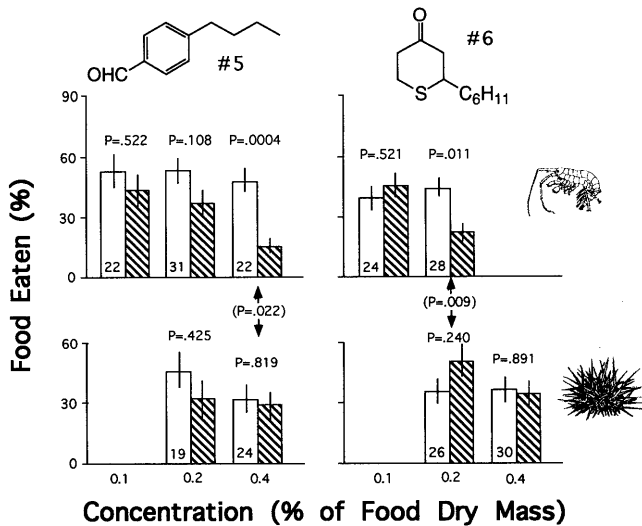 OHC
#5
O
S
C6H11
#6
Food Eaten (%)
90
60
30
0
P=.522 P=.108 P=.0004
22 31 22
P=.521 P=.011
24 28
(P=.022)
(P=.009)
60
30
0
P=.425 P=.819
19 24
P=.240 P=.891
26 30
0.1 0.2 0.4 0.1 0.2 0.4
Concentration (% of Food Dry Mass)